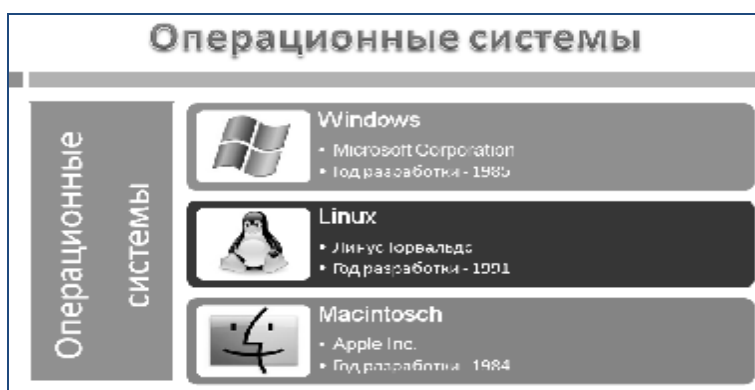 Операционные системы
Операционные
системы
Windows
• Microsoft Corporation
• Год разработки - 1985
Linux
• Линус Торвальдс
• Год разработки - 1991
Macintosch
• Apple Inc.
• Год разработки - 1984